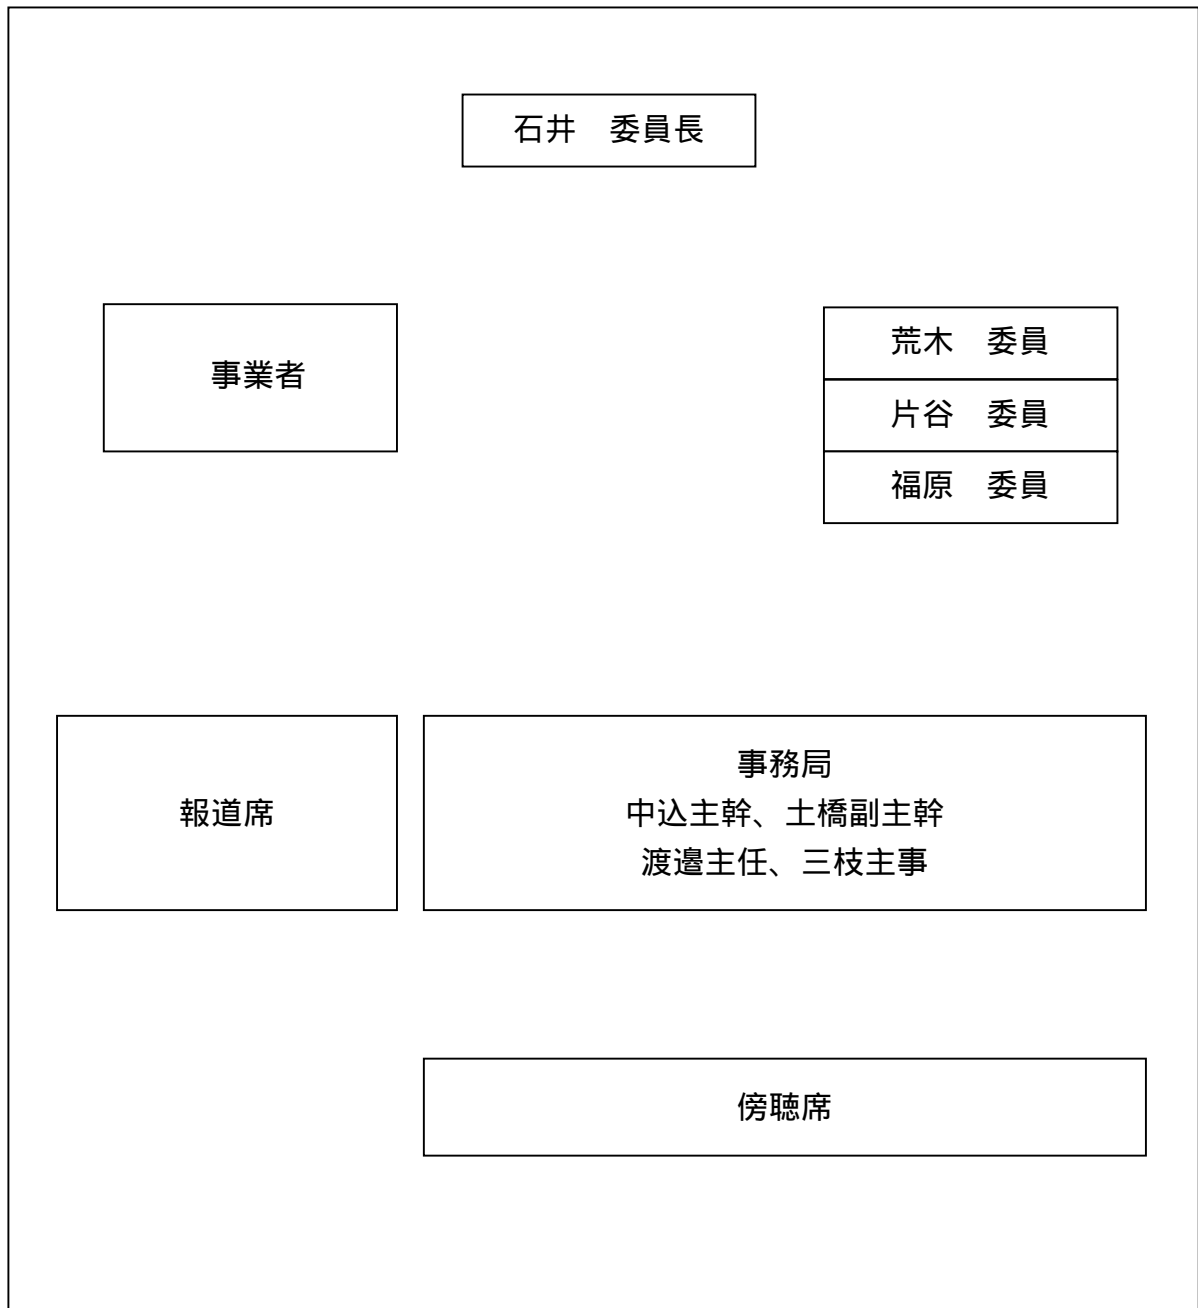 石井　委員長
事業者
荒木　委員
片谷　委員
福原　委員
報道席
事務局
中込主幹、土橋副主幹
渡邉主任、三枝主事
傍聴席